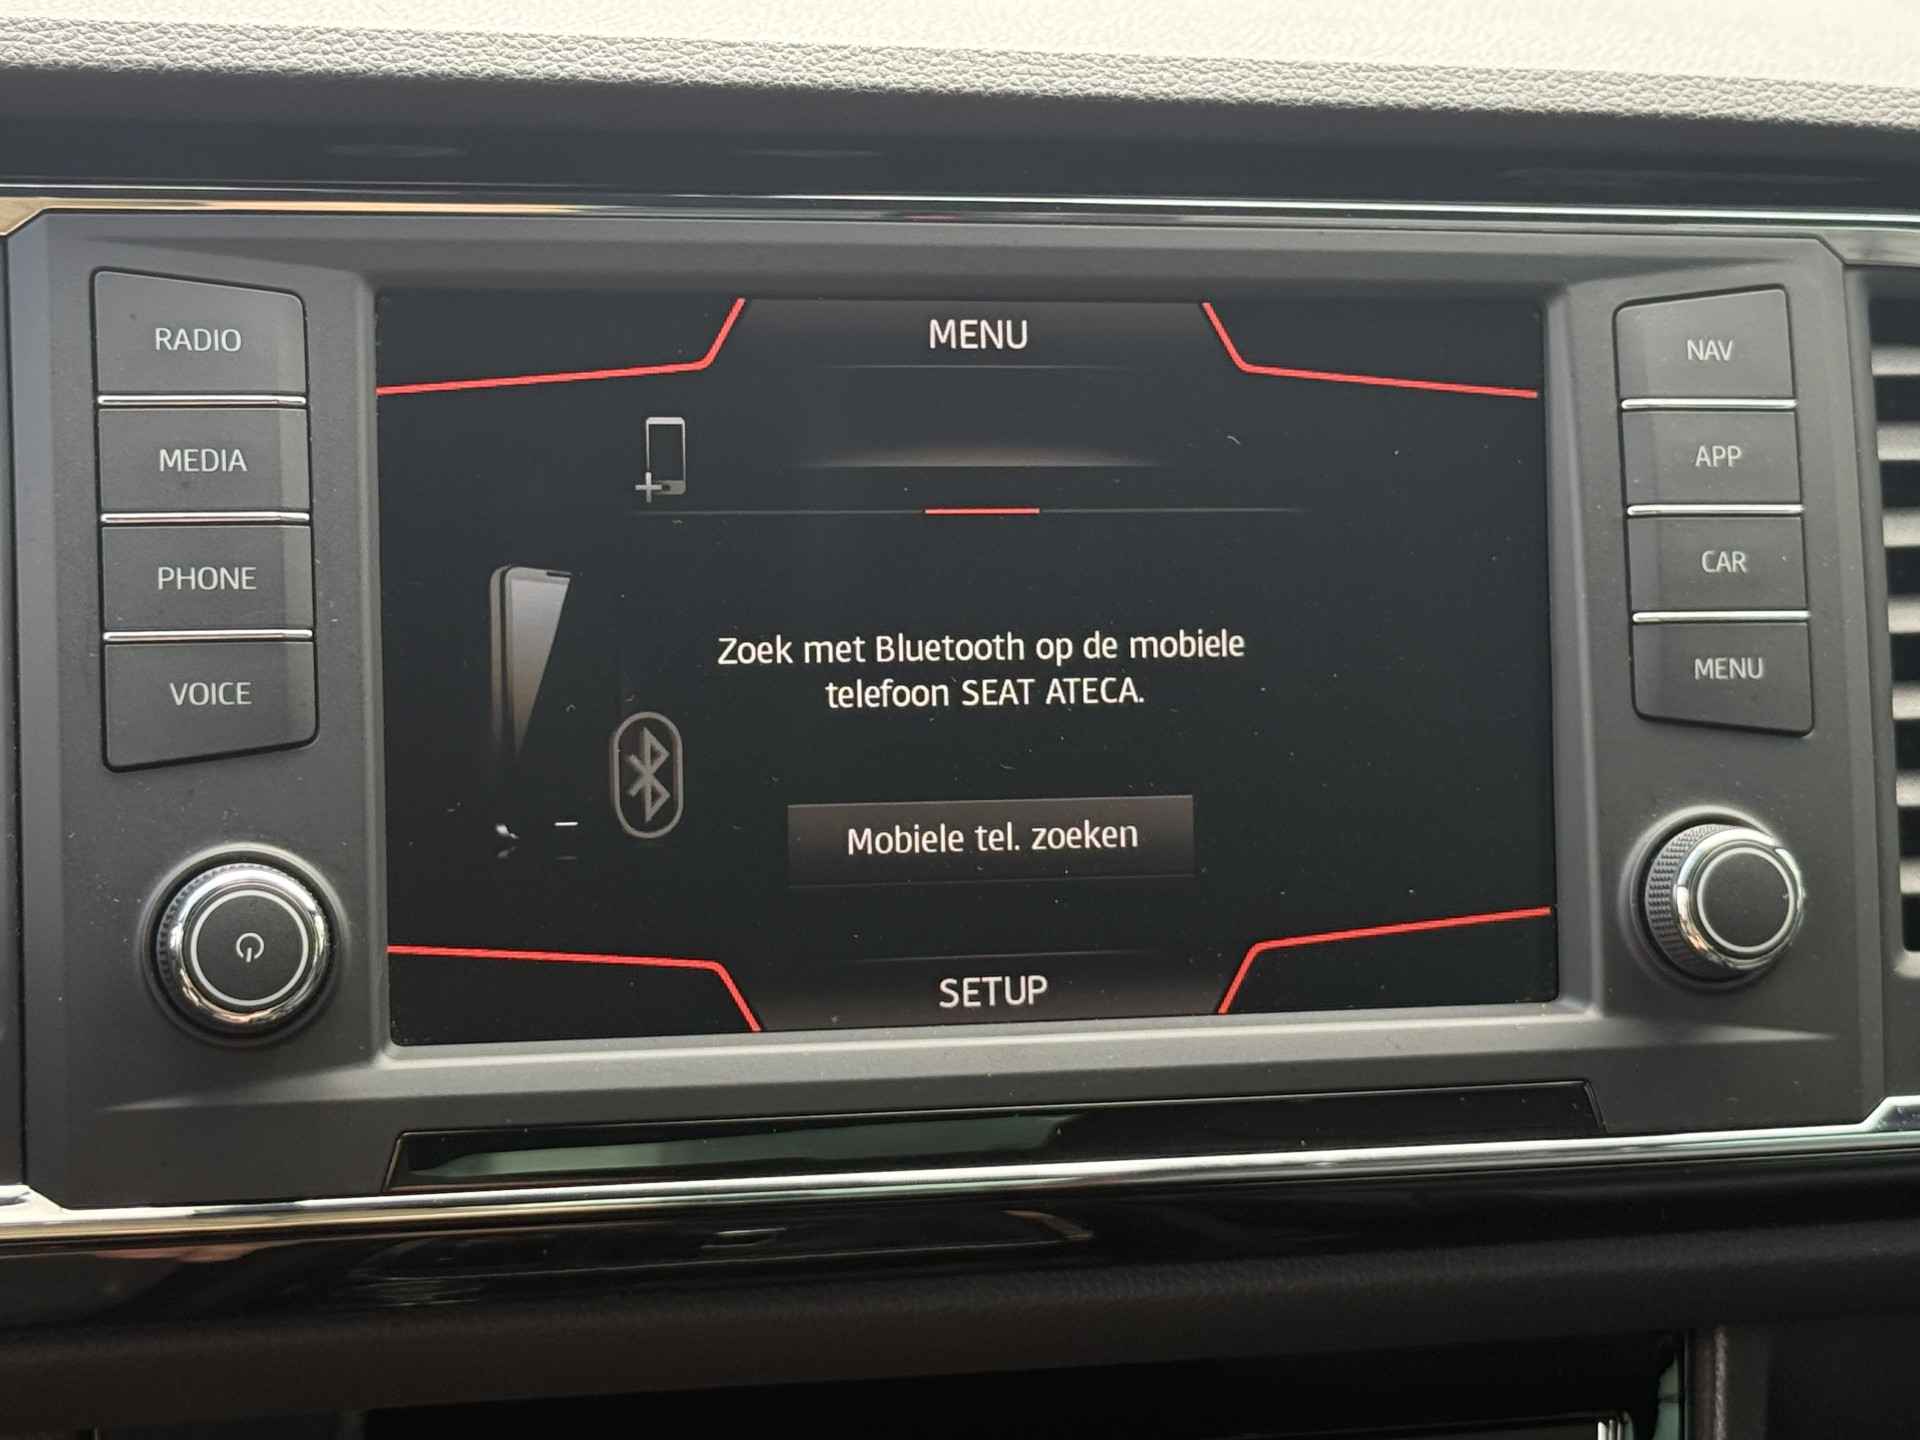 RADIO
MEDIA
PHONE
VOICE
MENU
Zoek met Bluetooth op de mobiele
telefoon SEAT ATECA.
Mobiele tel. zoeken
SETUP
NAV
APP
CAR
MENU